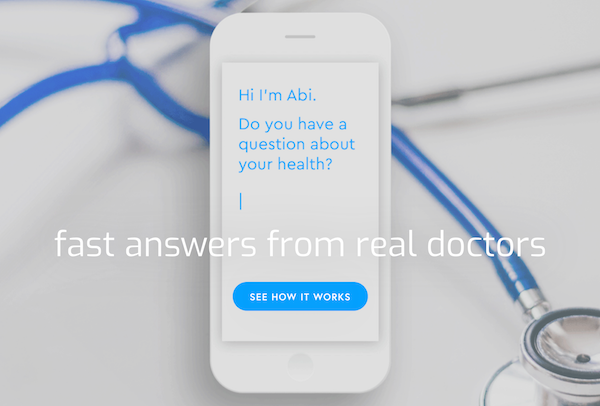 Hi I'm Abi.
Do you have a
question about
your health?
fast answers from real doctors
SEE HOW IT WORKS